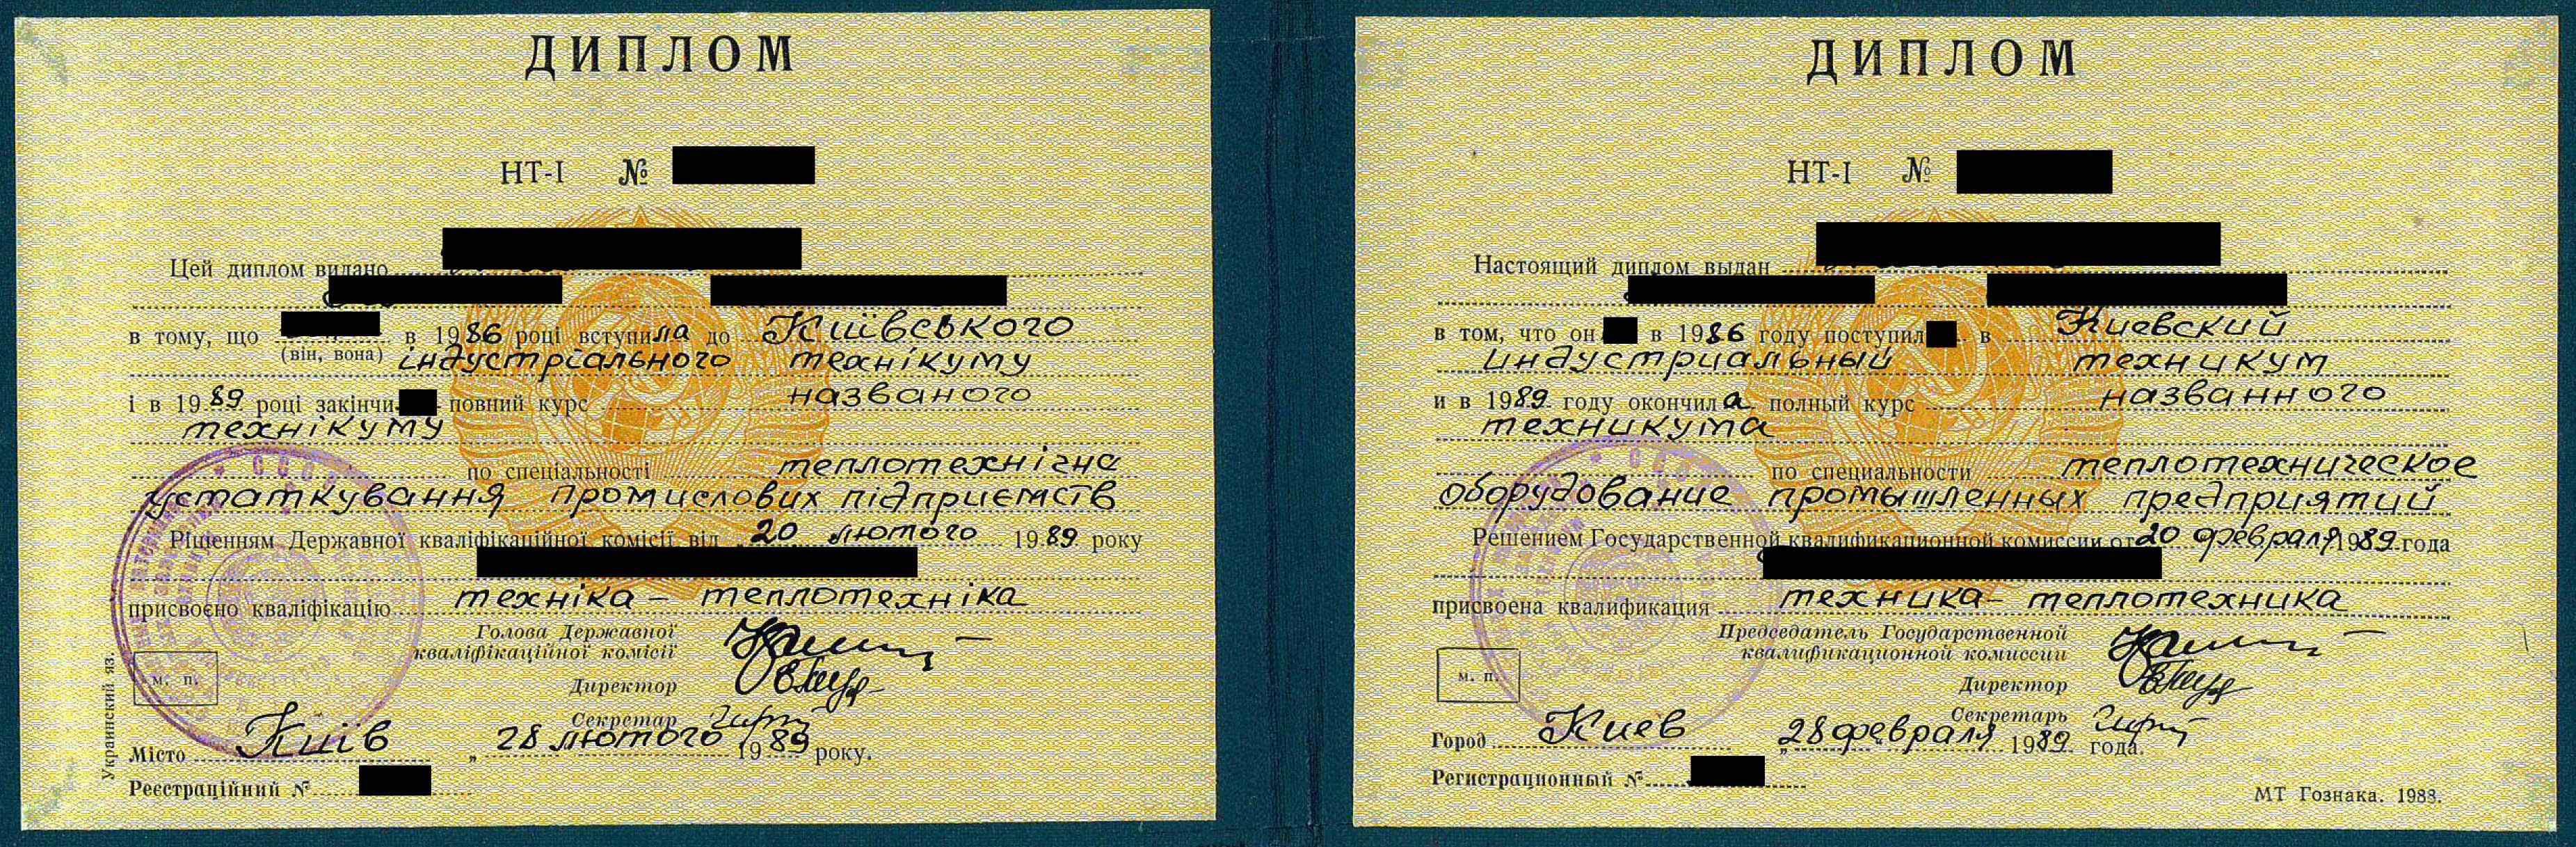 ДИПЛОМ
НТ-I №
Цей диплом видано
в тому, що в 1986 році вступила до Київського
(він, вона)
індустріального технікуму
і в 1989 році закінчи повний курс названого
технікуму
по спеціальності теплотехнічне
устаткування промислових підприємств
Рішенням Державної кваліфікаційної комісії від „20 лютого 1989 року
присвоєно кваліфікацію техніка – теплотехніка
Голова Державної
кваліфікаційної комісії
Директор
Секретар
м. п.
Місто Київ „28 лютого 1989 року.
Реєстраційний №
Украинский яз.
ДИПЛОМ
НТ-I №
Настоящий диплом выдан
в том, что он в 1986 году поступил в Киевский
индустриальный техникум
и в 1989 году окончила полный курс названного
техникума
по специальности теплотехническое
оборудование промышленных предприятий
Решением Государственной квалификационной комиссии от 20 февраля 1989 года
присвоена квалификация техника – теплотехника
Председатель Государственной
квалификационной комиссии
Директор
Секретарь
м. п.
Город Киев „28 февраля 1989 года.
Регистрационный №
МТ Гознака. 1988.